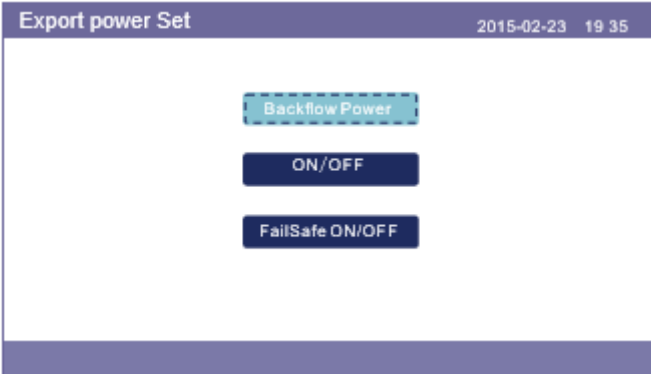 Export power Set
2015-02-23 19 35
Backflow Power
ON/OFF
FailSafe ON/OFF